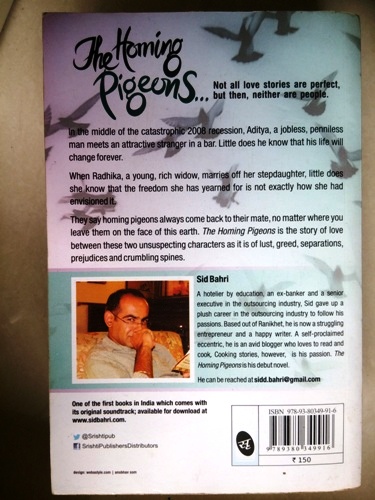 The Homing
Pigeons...
Not all love stories are perfect,
but then, neither are people.
In the middle of the catastrophic 2008 recession, Aditya, a jobless, penniless
man meets an attractive stranger in a bar. Little does he know that his life will
change forever.
When Radhika, a young, rich widow, marries off her stepdaughter, little does
she know that the freedom she has yearned for is not exactly how she had
envisioned it.
They say homing pigeons always come back to their mate, no matter where you
leave them on the face of this earth. The Homing Pigeons is the story of love
between these two unsuspecting characters as it is of lust, greed, separations,
prejudices and crumbling spines.
Sid Bahri
A hotelier by education, an ex-banker and a senior
executive in the outsourcing industry, Sid gave up a
plush career in the outsourcing industry to follow his
passions. Based out of Ranikhet, he is now a struggling
entrepreneur and a happy writer. A self-proclaimed
eccentric, he is an avid blogger who loves to read and
cook, Cooking stories, however, is his passion. The
Homing Pigeons is his debut novel.
He can be reached at sidd.bahri@gmail.com
One of the first books in India which comes with
its original soundtrack; available for download at
www.sidbahri.com.
@Srishtipub
SrishtiPublishersDistributors
ISBN 978-93-80349-91-6
9 789380 349916
₹ 150